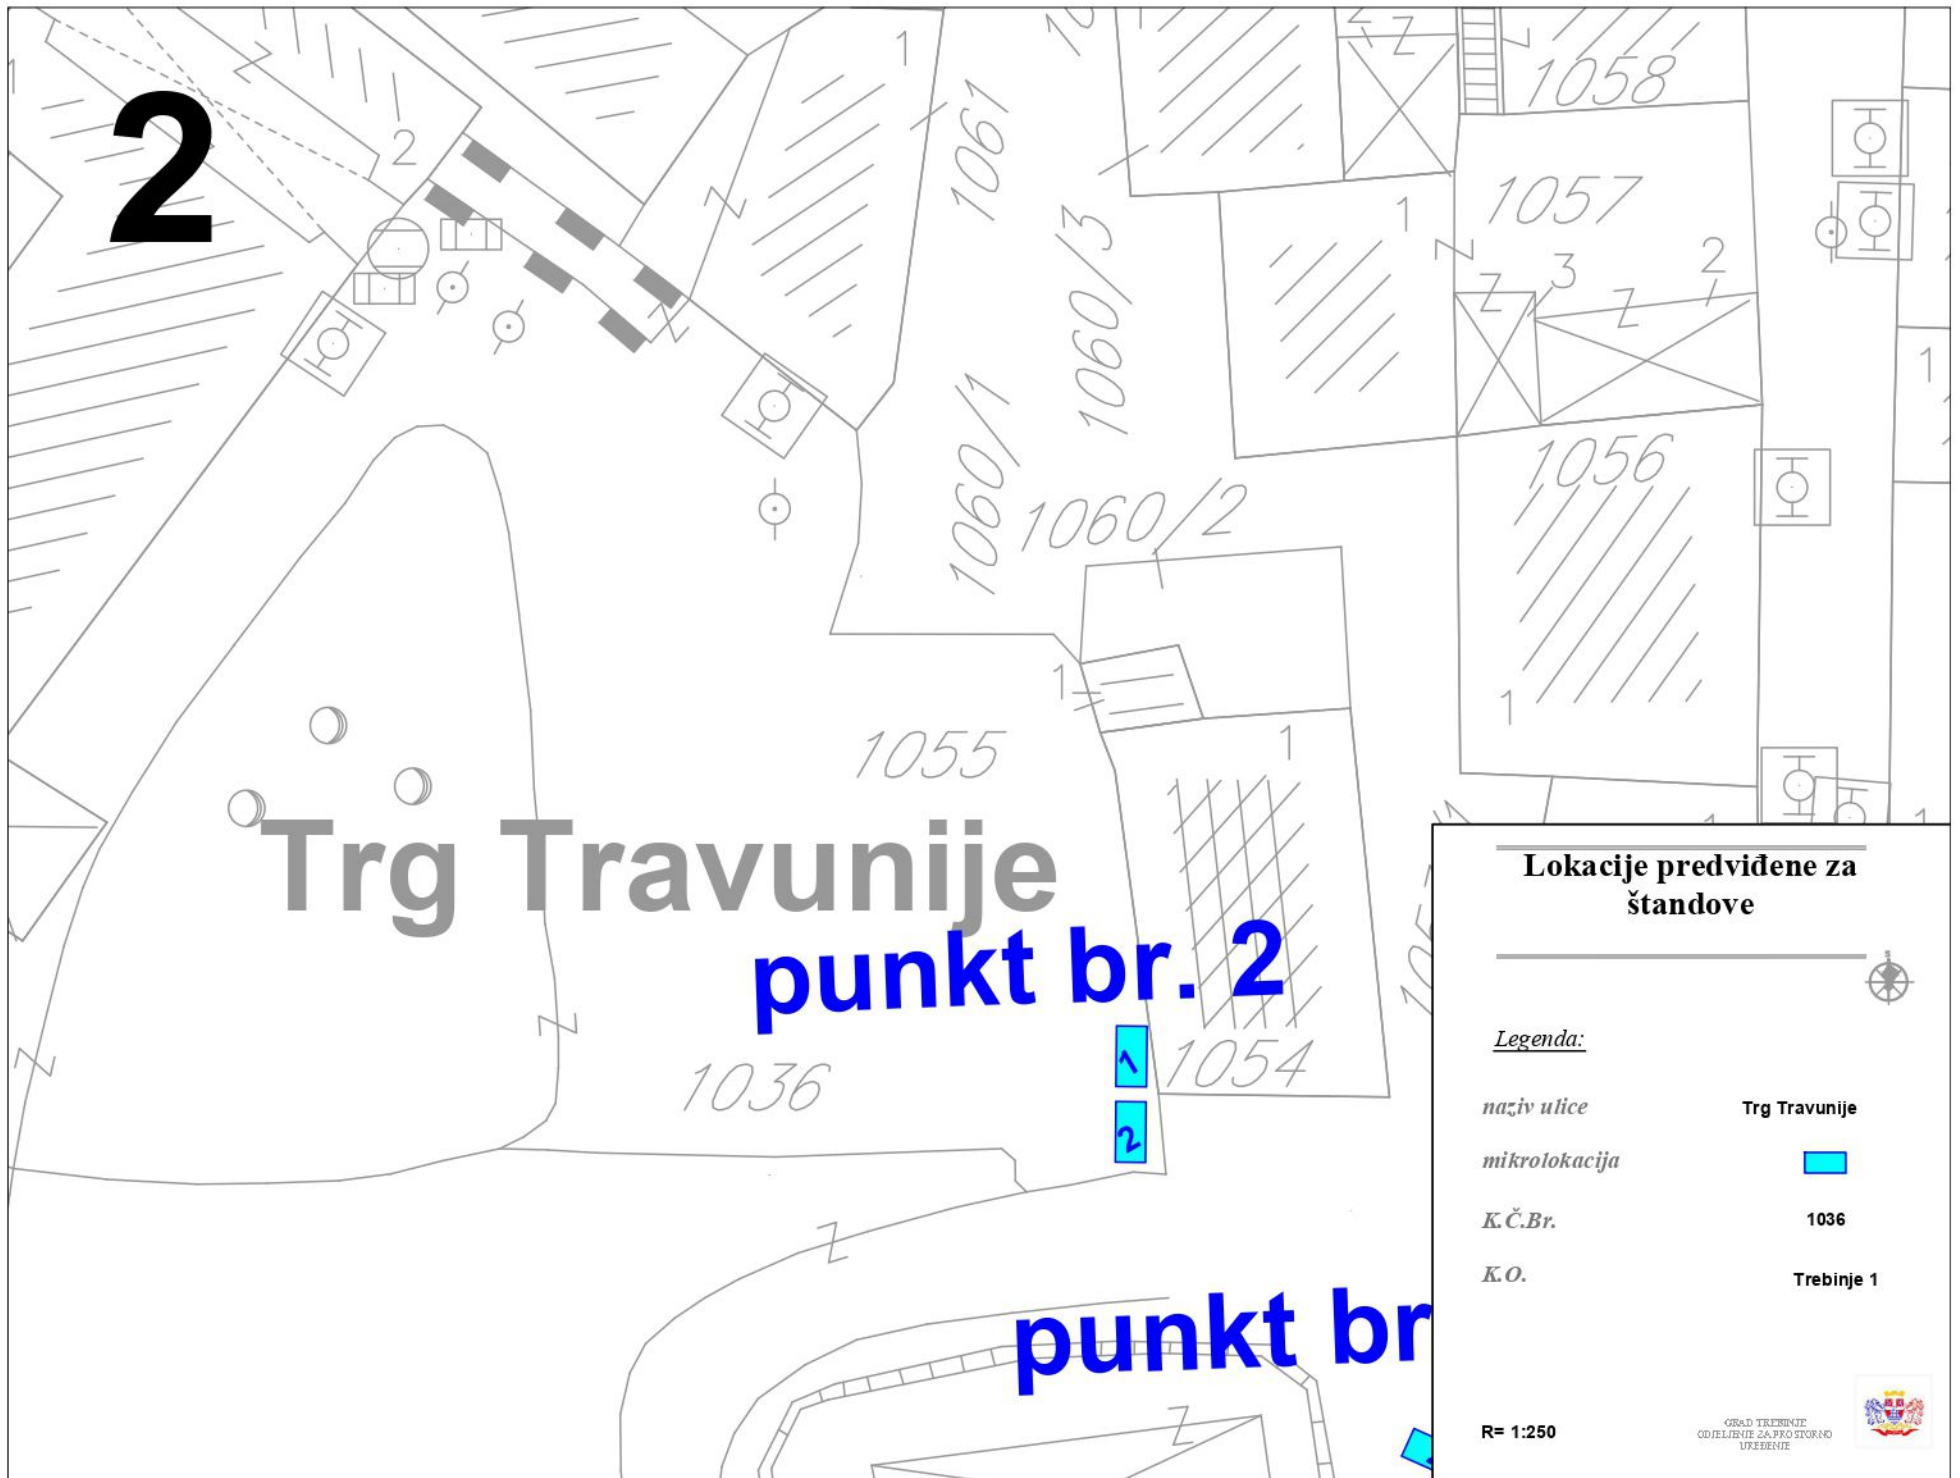 2
1
2
1
1061
1058
1057
1
3
2
1
1060/3
1060/1
1060/2
1056
1
1
1
1055
1
Trg Travunije
punkt br. 2
1
1054
2
1036
punkt br
Lokacije predviđene za
štandove
Legenda:
naziv ulice Trg Travunije
mikrolokacija
K.Č.Br. 1036
K.O. Trebinje 1
R= 1:250
GRAD TREBINJE
ODJELJENJE ZA PROSTORNO
UREĐENJE